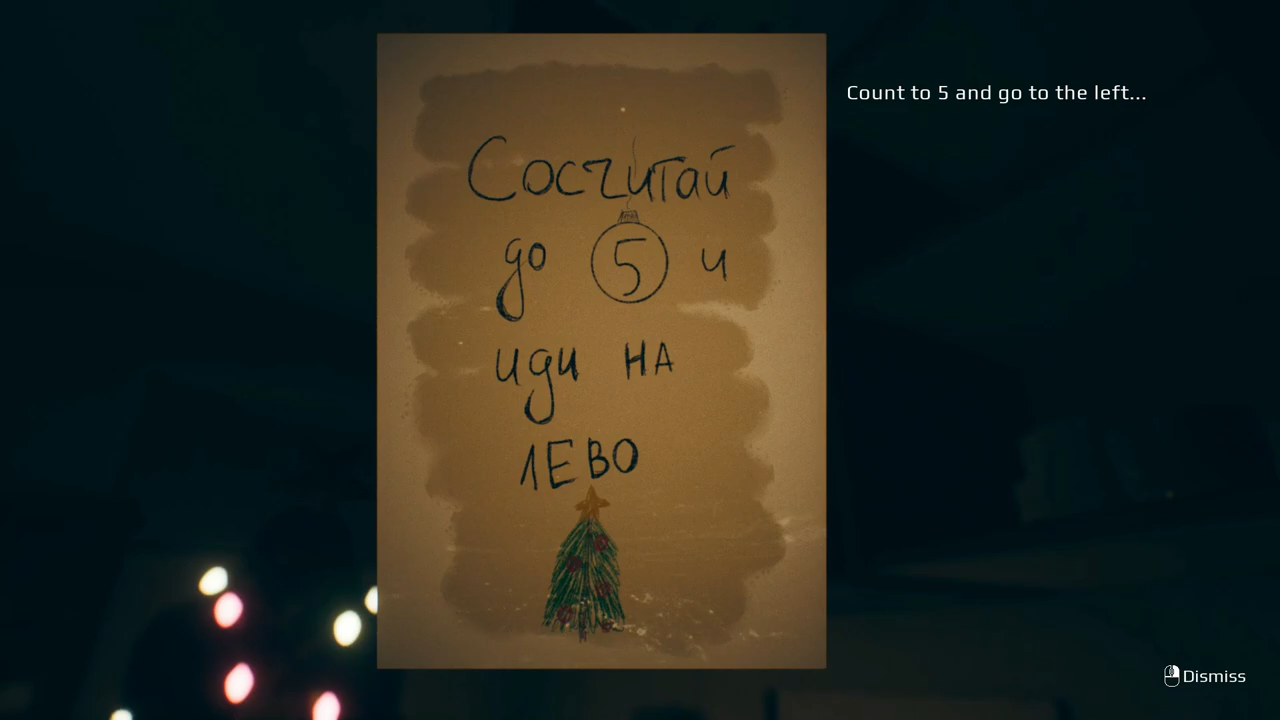 Сосчитай
до 5 и
иди НА
ЛЕВО
Count to 5 and go to the left...
Dismiss